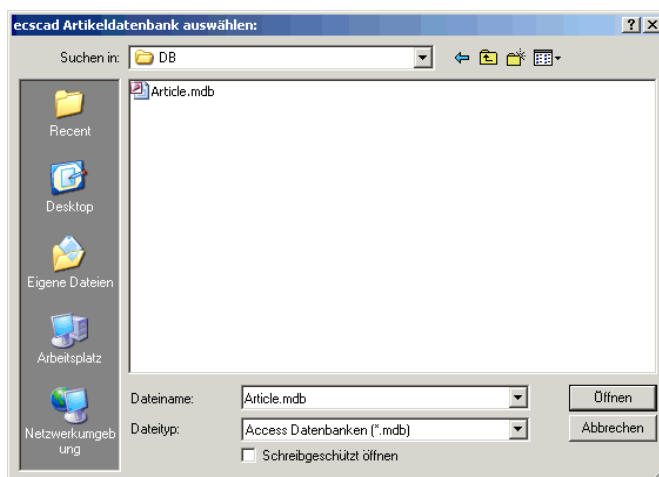 ecscad Artikeldatenbank auswählen:
Suchen in: DB
Article.mdb
Recent
Desktop
Eigene Dateien
Arbeitsplatz
Netzwerkumgeb
ung
Dateiname: Article.mdb Öffnen
Dateityp: Access Datenbanken (*.mdb) Abbrechen
Schreibgeschützt öffnen